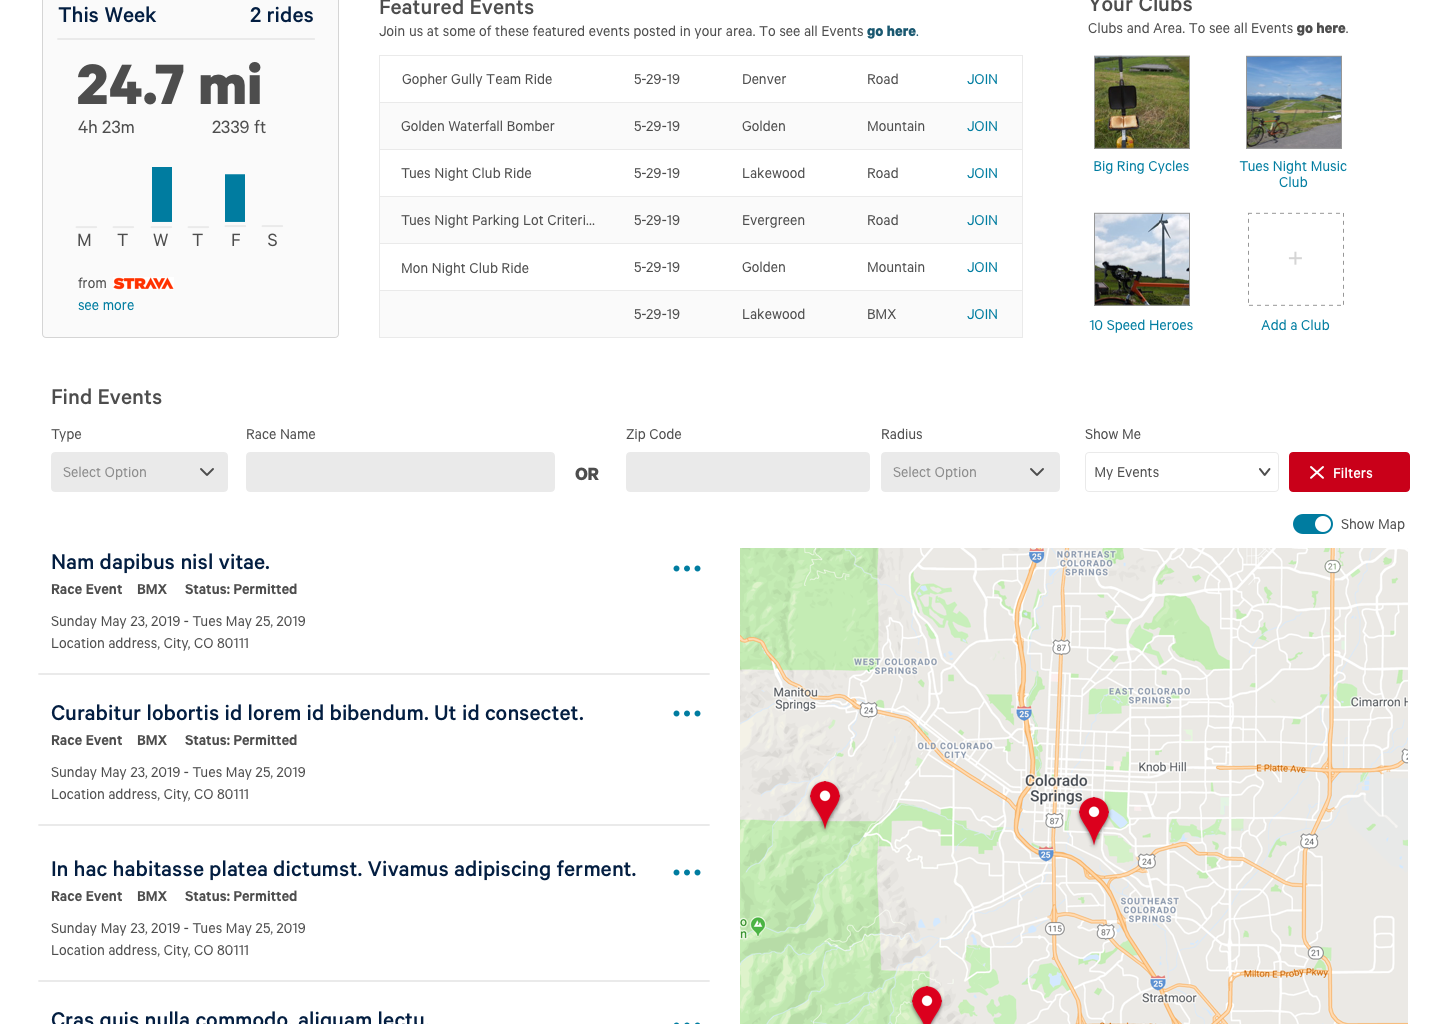 This Week 2 rides
24.7 mi
4h 23m 2339 ft
M T W T F S
from STRAVA
see more
Featured Events
Join us at some of these featured events posted in your area. To see all Events go here.
Gopher Gully Team Ride 5-29-19 Denver Road JOIN
Golden Waterfall Bomber 5-29-19 Golden Mountain JOIN
Tues Night Club Ride 5-29-19 Lakewood Road JOIN
Tues Night Parking Lot Criteri... 5-29-19 Evergreen Road JOIN
Mon Night Club Ride 5-29-19 Golden Mountain JOIN
5-29-19 Lakewood BMX JOIN
Your Clubs
Clubs and Area. To see all Events go here.
Big Ring Cycles
Tues Night Music
Club
10 Speed Heroes
+
Add a Club
Find Events
Type Race Name Zip Code Radius Show Me
Select Option OR Select Option My Events Filters
Show Map
Nam dapibus nisl vitae.
Race Event BMX Status: Permitted
Sunday May 23, 2019 - Tues May 25, 2019
Location address, City, CO 80111
Curabitur lobortis id lorem id bibendum. Ut id consectet.
Race Event BMX Status: Permitted
Sunday May 23, 2019 - Tues May 25, 2019
Location address, City, CO 80111
In hac habitasse platea dictumst. Vivamus adipiscing ferment.
Race Event BMX Status: Permitted
Sunday May 23, 2019 - Tues May 25, 2019
Location address, City, CO 80111
Cras quis nulla commodo, aliquam lectu
25
NORTHEAST
COLORADO
SPRINGS
21
87
WEST COLORADO
SPRINGS
Manitou
Springs
24
EAST COLORADO
SPRINGS
25
Cimarron H
OLD COLORADO
CITY
Knob Hill
E Platte Ave
Colorado
Springs
87
25
24
24
SOUTHEAST
COLORADO
SPRINGS
o
n
115
87
21
25
Milton E Proby Pkwy
Stratmoor